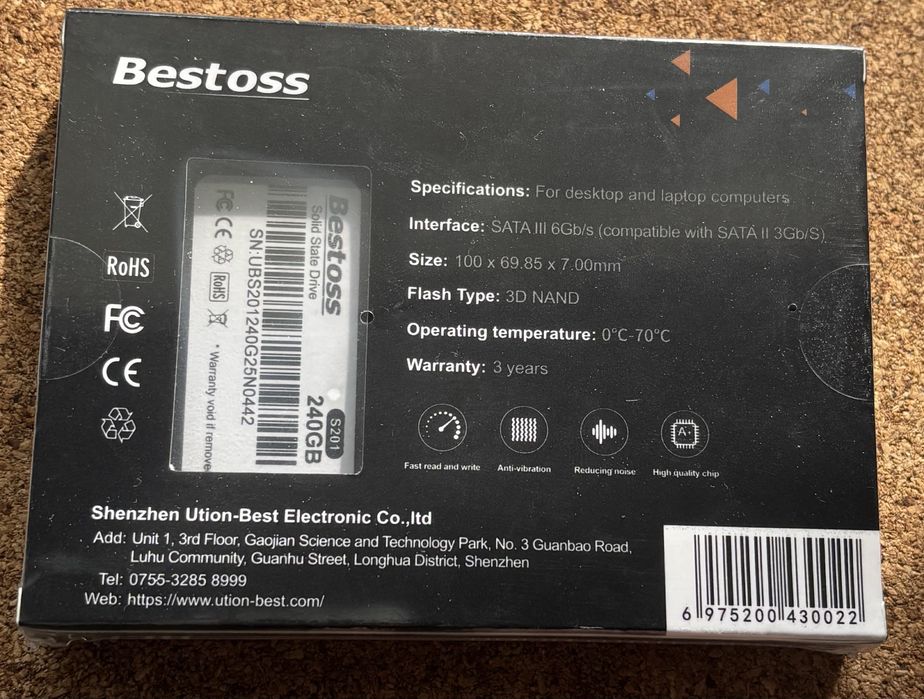 Bestoss
Specifications: For desktop and laptop computers
Interface: SATA III 6Gb/s (compatible with SATA II 3Gb/S)
Size: 100 x 69.85 x 7.00mm
Flash Type: 3D NAND
Operating temperature: 0°C-70°C
Warranty: 3 years
RoHS
FC
CE
Bestoss
Solid State Drive
S201
240GB
SN:UBS201240G25N0442
FC CE RoHS
* Warranty void if remove
A+
Fast read and write
Anti-vibration
Reducing noise
High quality chip
Shenzhen Ution-Best Electronic Co.,ltd
Add: Unit 1, 3rd Floor, Gaojian Science and Technology Park, No. 3 Guanbao Road,
Luhu Community, Guanhu Street, Longhua District, Shenzhen
Tel: 0755-3285 8999
Web: https://www.ution-best.com/
6 975200 430022